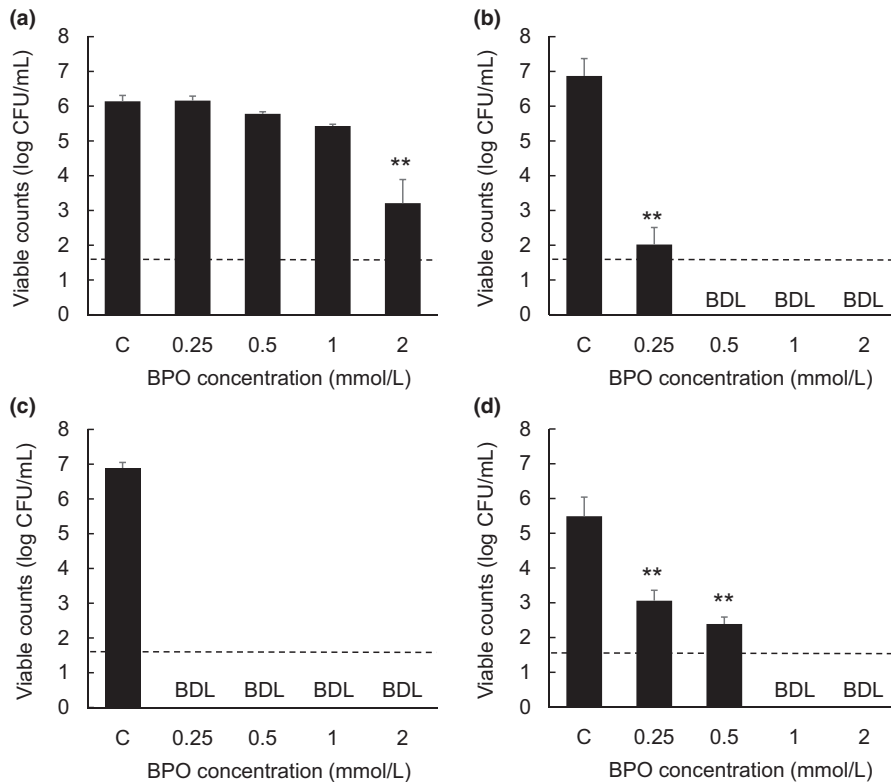 (a)
Viable counts (log CFU/mL)
8
7
6
5
4
3
2
1
0
**
C 0.25 0.5 1 2
BPO concentration (mmol/L)
(b)
Viable counts (log CFU/mL)
8
7
6
5
4
3
2
1
0
**
BDL BDL BDL
C 0.25 0.5 1 2
BPO concentration (mmol/L)
(c)
Viable counts (log CFU/mL)
8
7
6
5
4
3
2
1
0
BDL BDL BDL BDL
C 0.25 0.5 1 2
BPO concentration (mmol/L)
(d)
Viable counts (log CFU/mL)
8
7
6
5
4
3
2
1
0
**
**
BDL BDL
C 0.25 0.5 1 2
BPO concentration (mmol/L)